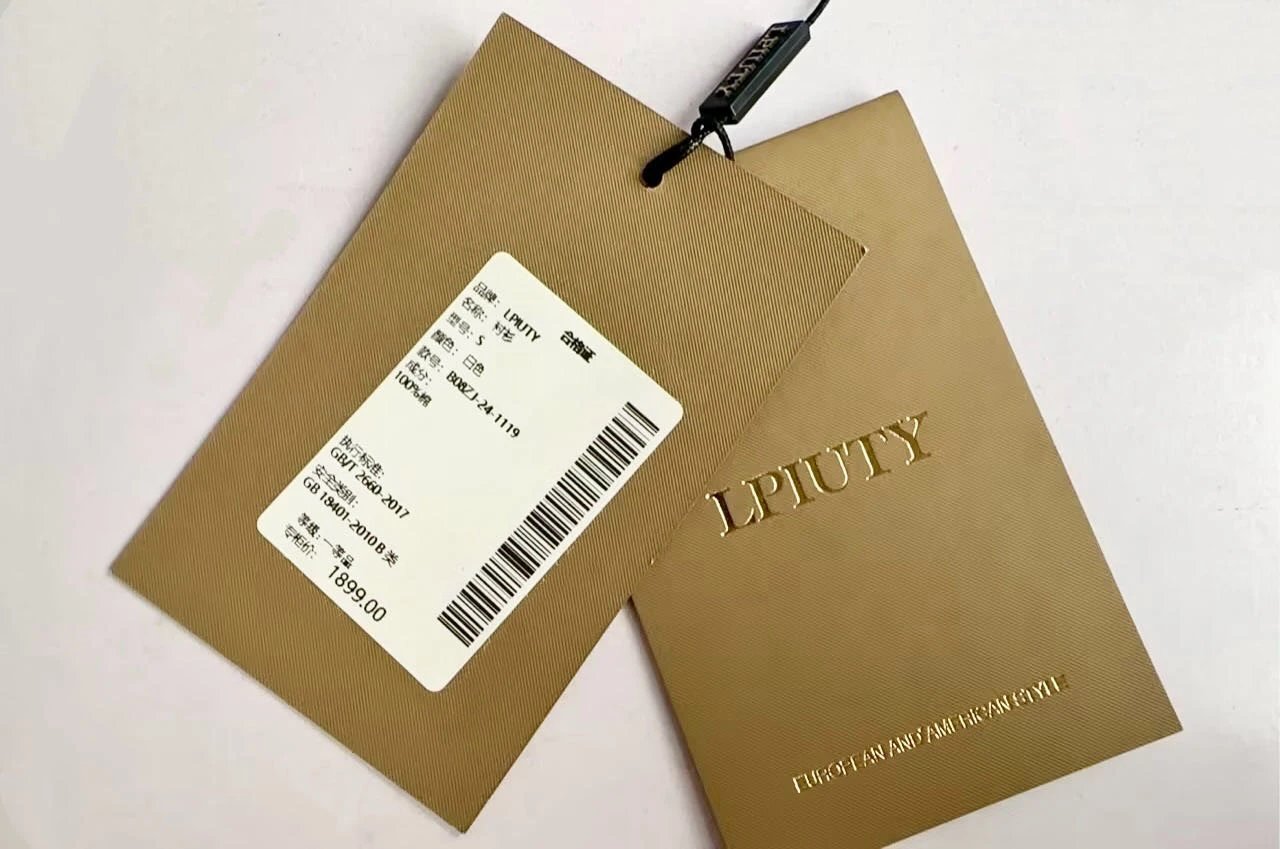 LPIUTY
合格证
品牌: LPIUTY
名称: 衬衫
型号: S
颜色: 白色
款号: B08ZJ-24-1119
成分:
100%棉
执行标准:
GB/T 2660-2017
安全类别:
GB 18401-2010 B 类
等级: 一等品
专柜价: 1899.00
LPIUTY
EUROPEAN AND AMERICAN STYLE